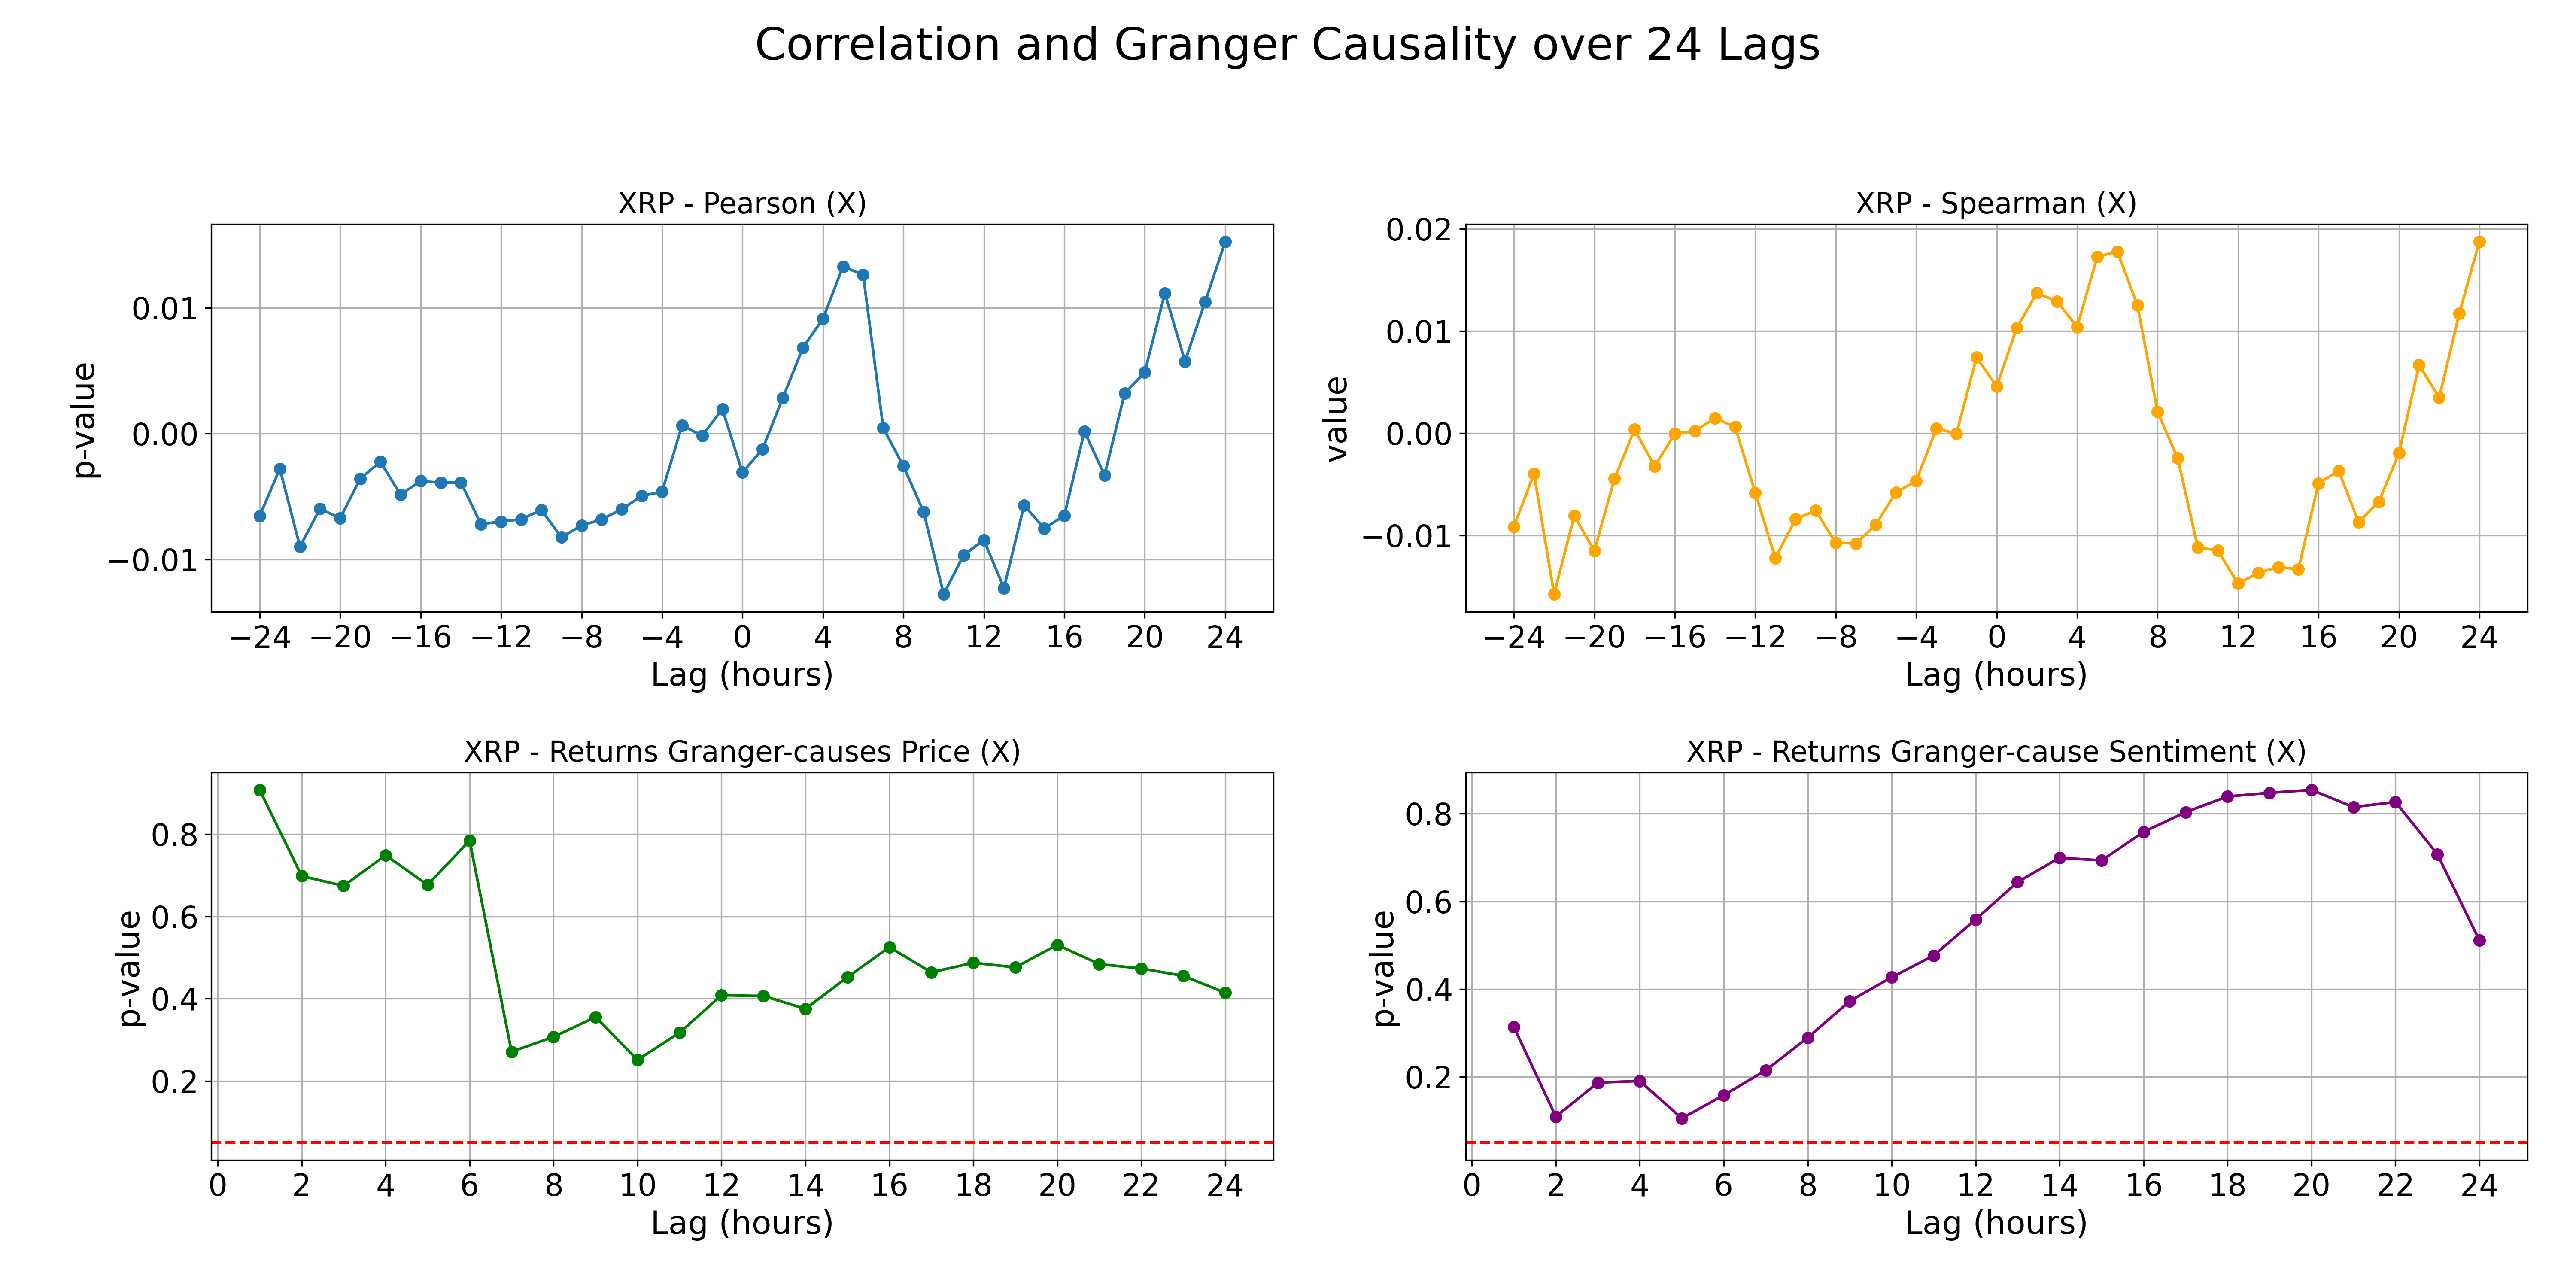 Correlation and Granger Causality over 24 Lags
XRP - Pearson (X)
p-value
0.01
0.00
−0.01
−24 −20 −16 −12 −8 −4 0 4 8 12 16 20 24
Lag (hours)
XRP - Spearman (X)
value
0.02
0.01
0.00
−0.01
−24 −20 −16 −12 −8 −4 0 4 8 12 16 20 24
Lag (hours)
XRP - Returns Granger-causes Price (X)
p-value
0.8
0.6
0.4
0.2
0 2 4 6 8 10 12 14 16 18 20 22 24
Lag (hours)
XRP - Returns Granger-cause Sentiment (X)
p-value
0.8
0.6
0.4
0.2
0 2 4 6 8 10 12 14 16 18 20 22 24
Lag (hours)